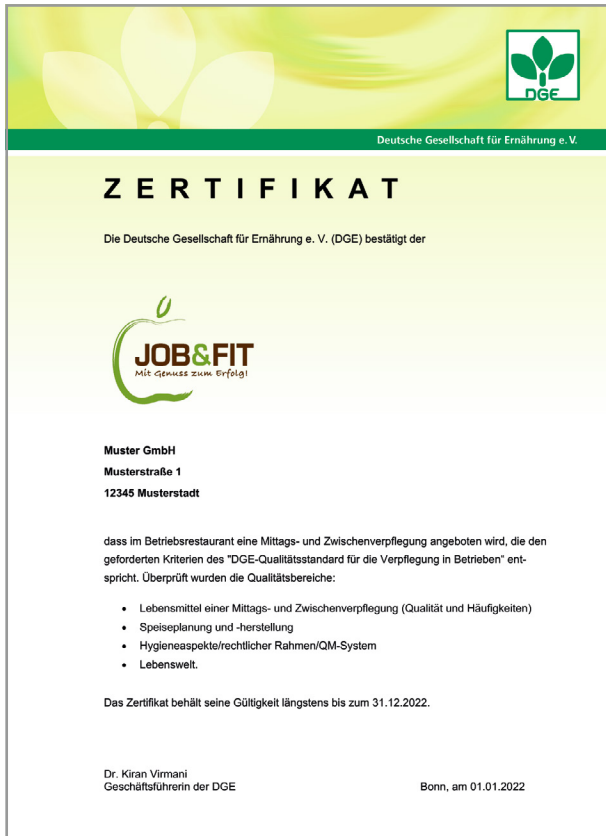 DGE
Deutsche Gesellschaft für Ernährung e. V.
ZERTIFIKAT
Die Deutsche Gesellschaft für Ernährung e. V. (DGE) bestätigt der
JOB&FIT
Mit Genuss zum Erfolg!
Muster GmbH
Musterstraße 1
12345 Musterstadt
dass im Betriebsrestaurant eine Mittags- und Zwischenverpflegung angeboten wird, die den
geforderten Kriterien des "DGE-Qualitätsstandard für die Verpflegung in Betrieben" ent-
spricht. Überprüft wurden die Qualitätsbereiche:
• Lebensmittel einer Mittags- und Zwischenverpflegung (Qualität und Häufigkeiten)
• Speiseplanung und -herstellung
• Hygieneaspekte/rechtlicher Rahmen/QM-System
• Lebenswelt.
Das Zertifikat behält seine Gültigkeit längstens bis zum 31.12.2022.
Dr. Kiran Virmani
Geschäftsführerin der DGE
Bonn, am 01.01.2022